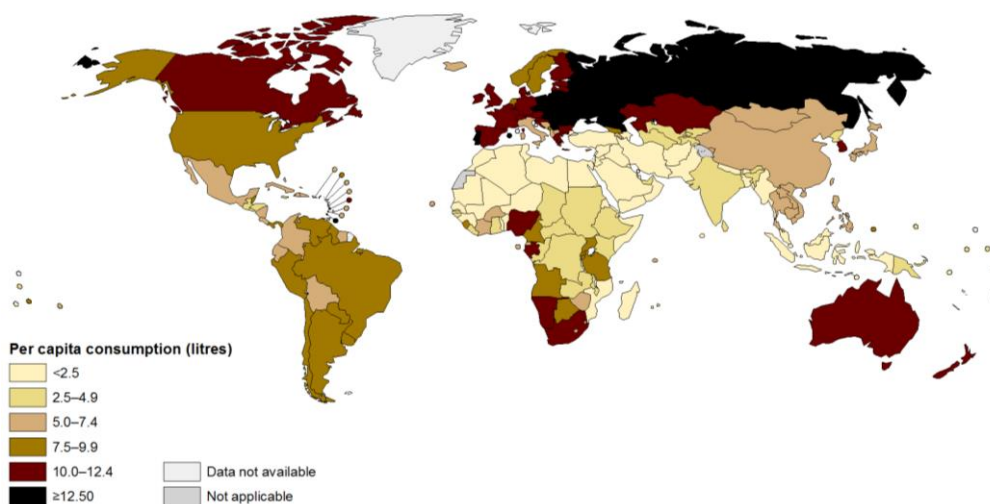 Per capita consumption (litres)
<2.5
2.5–4.9
5.0–7.4
7.5–9.9
10.0–12.4
≥12.50
Data not available
Not applicable